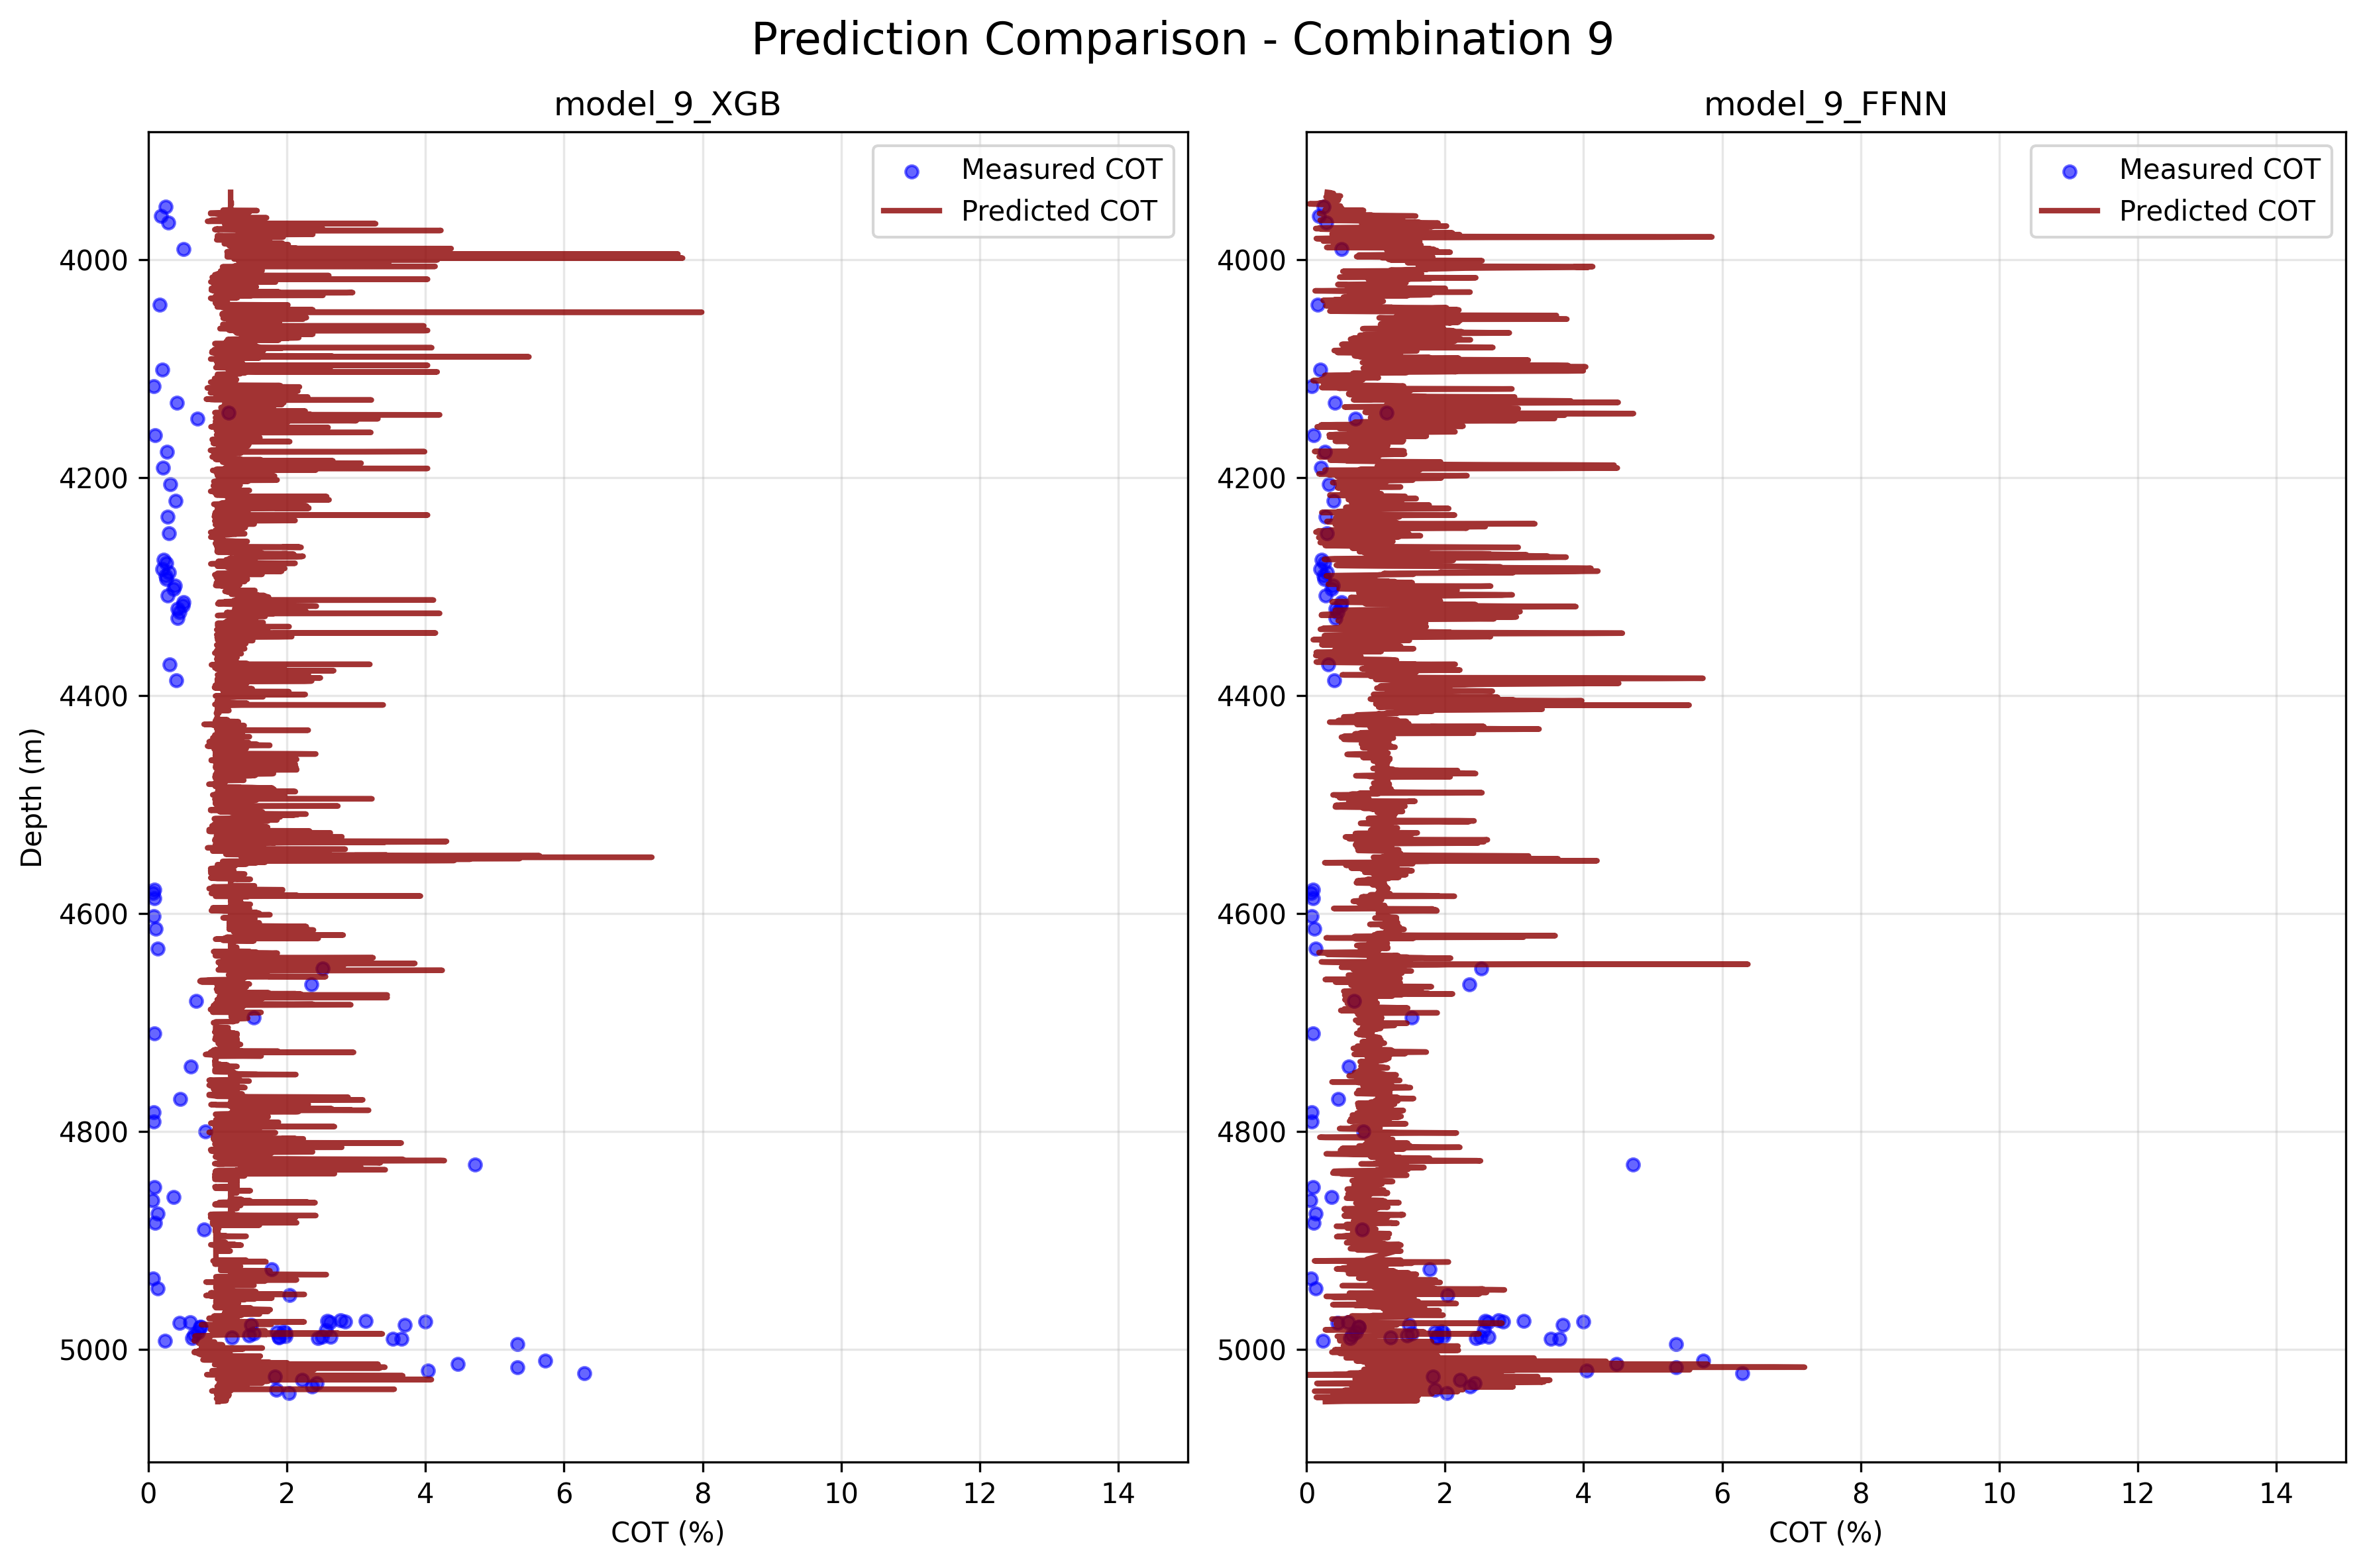 Prediction Comparison - Combination 9
model_9_XGB
Measured COT
Predicted COT
Depth (m)
4000
4200
4400
4600
4800
5000
0 2 4 6 8 10 12 14
COT (%)
model_9_FFNN
Measured COT
Predicted COT
4000
4200
4400
4600
4800
5000
0 2 4 6 8 10 12 14
COT (%)